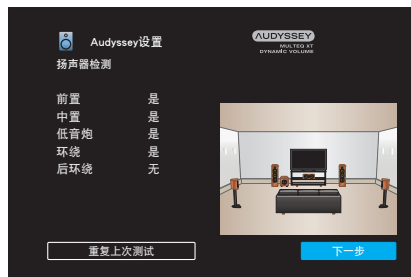 Audyssey设置
AUDYSSEY
MULTEQ XT
DYNAMIC VOLUME
扬声器检测
前置 是
中置 是
低音炮 是
环绕 是
后环绕 无
重复上次测试
下一步